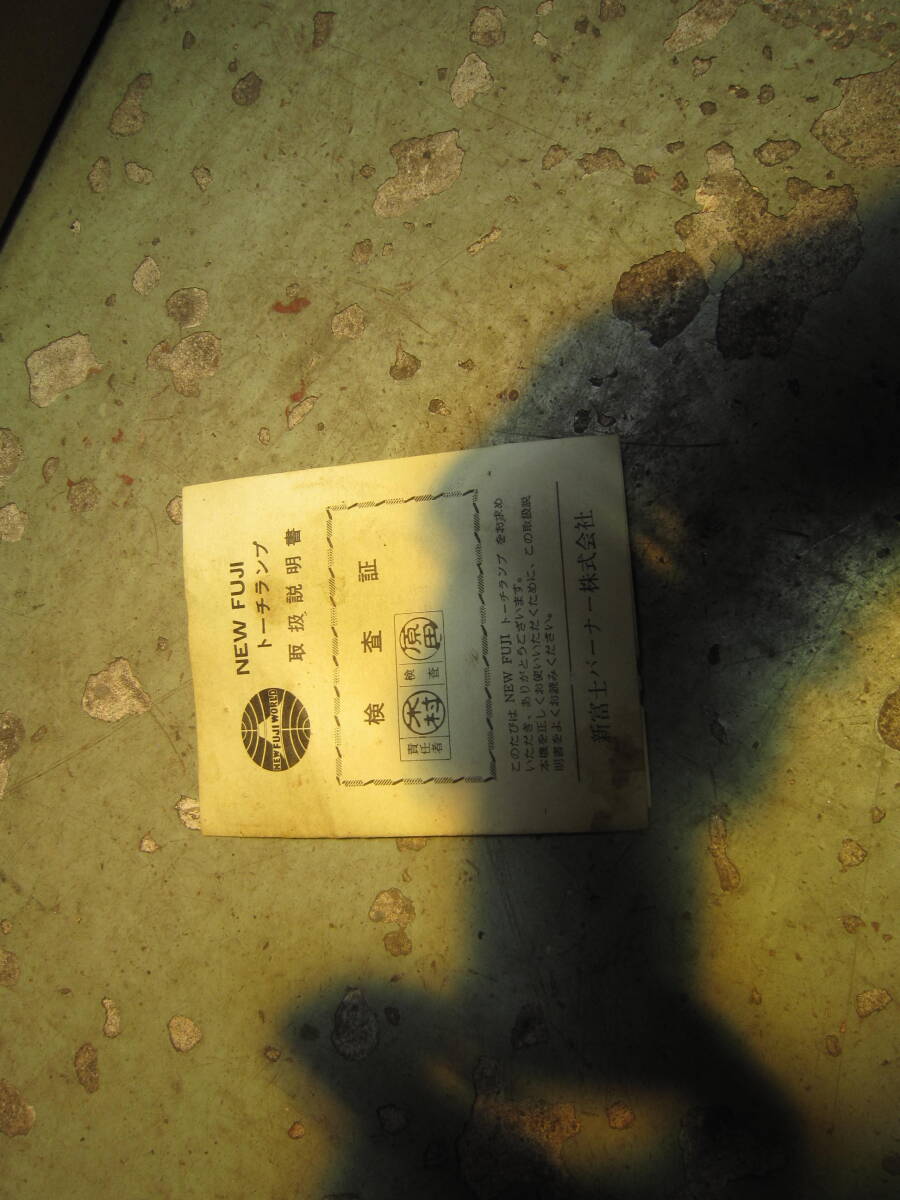 NEW FUJI
トーチランプ
取扱説明書
NEW FUJI WORLD
検査証
責任者 木村 検査 原田
このたびは NEW FUJI トーチランプ をお求め
いただき、ありがとうございます。
本機を正しくお使いいただくために、この取扱説
明書をよくお読みください。
新富士バーナー株式会社